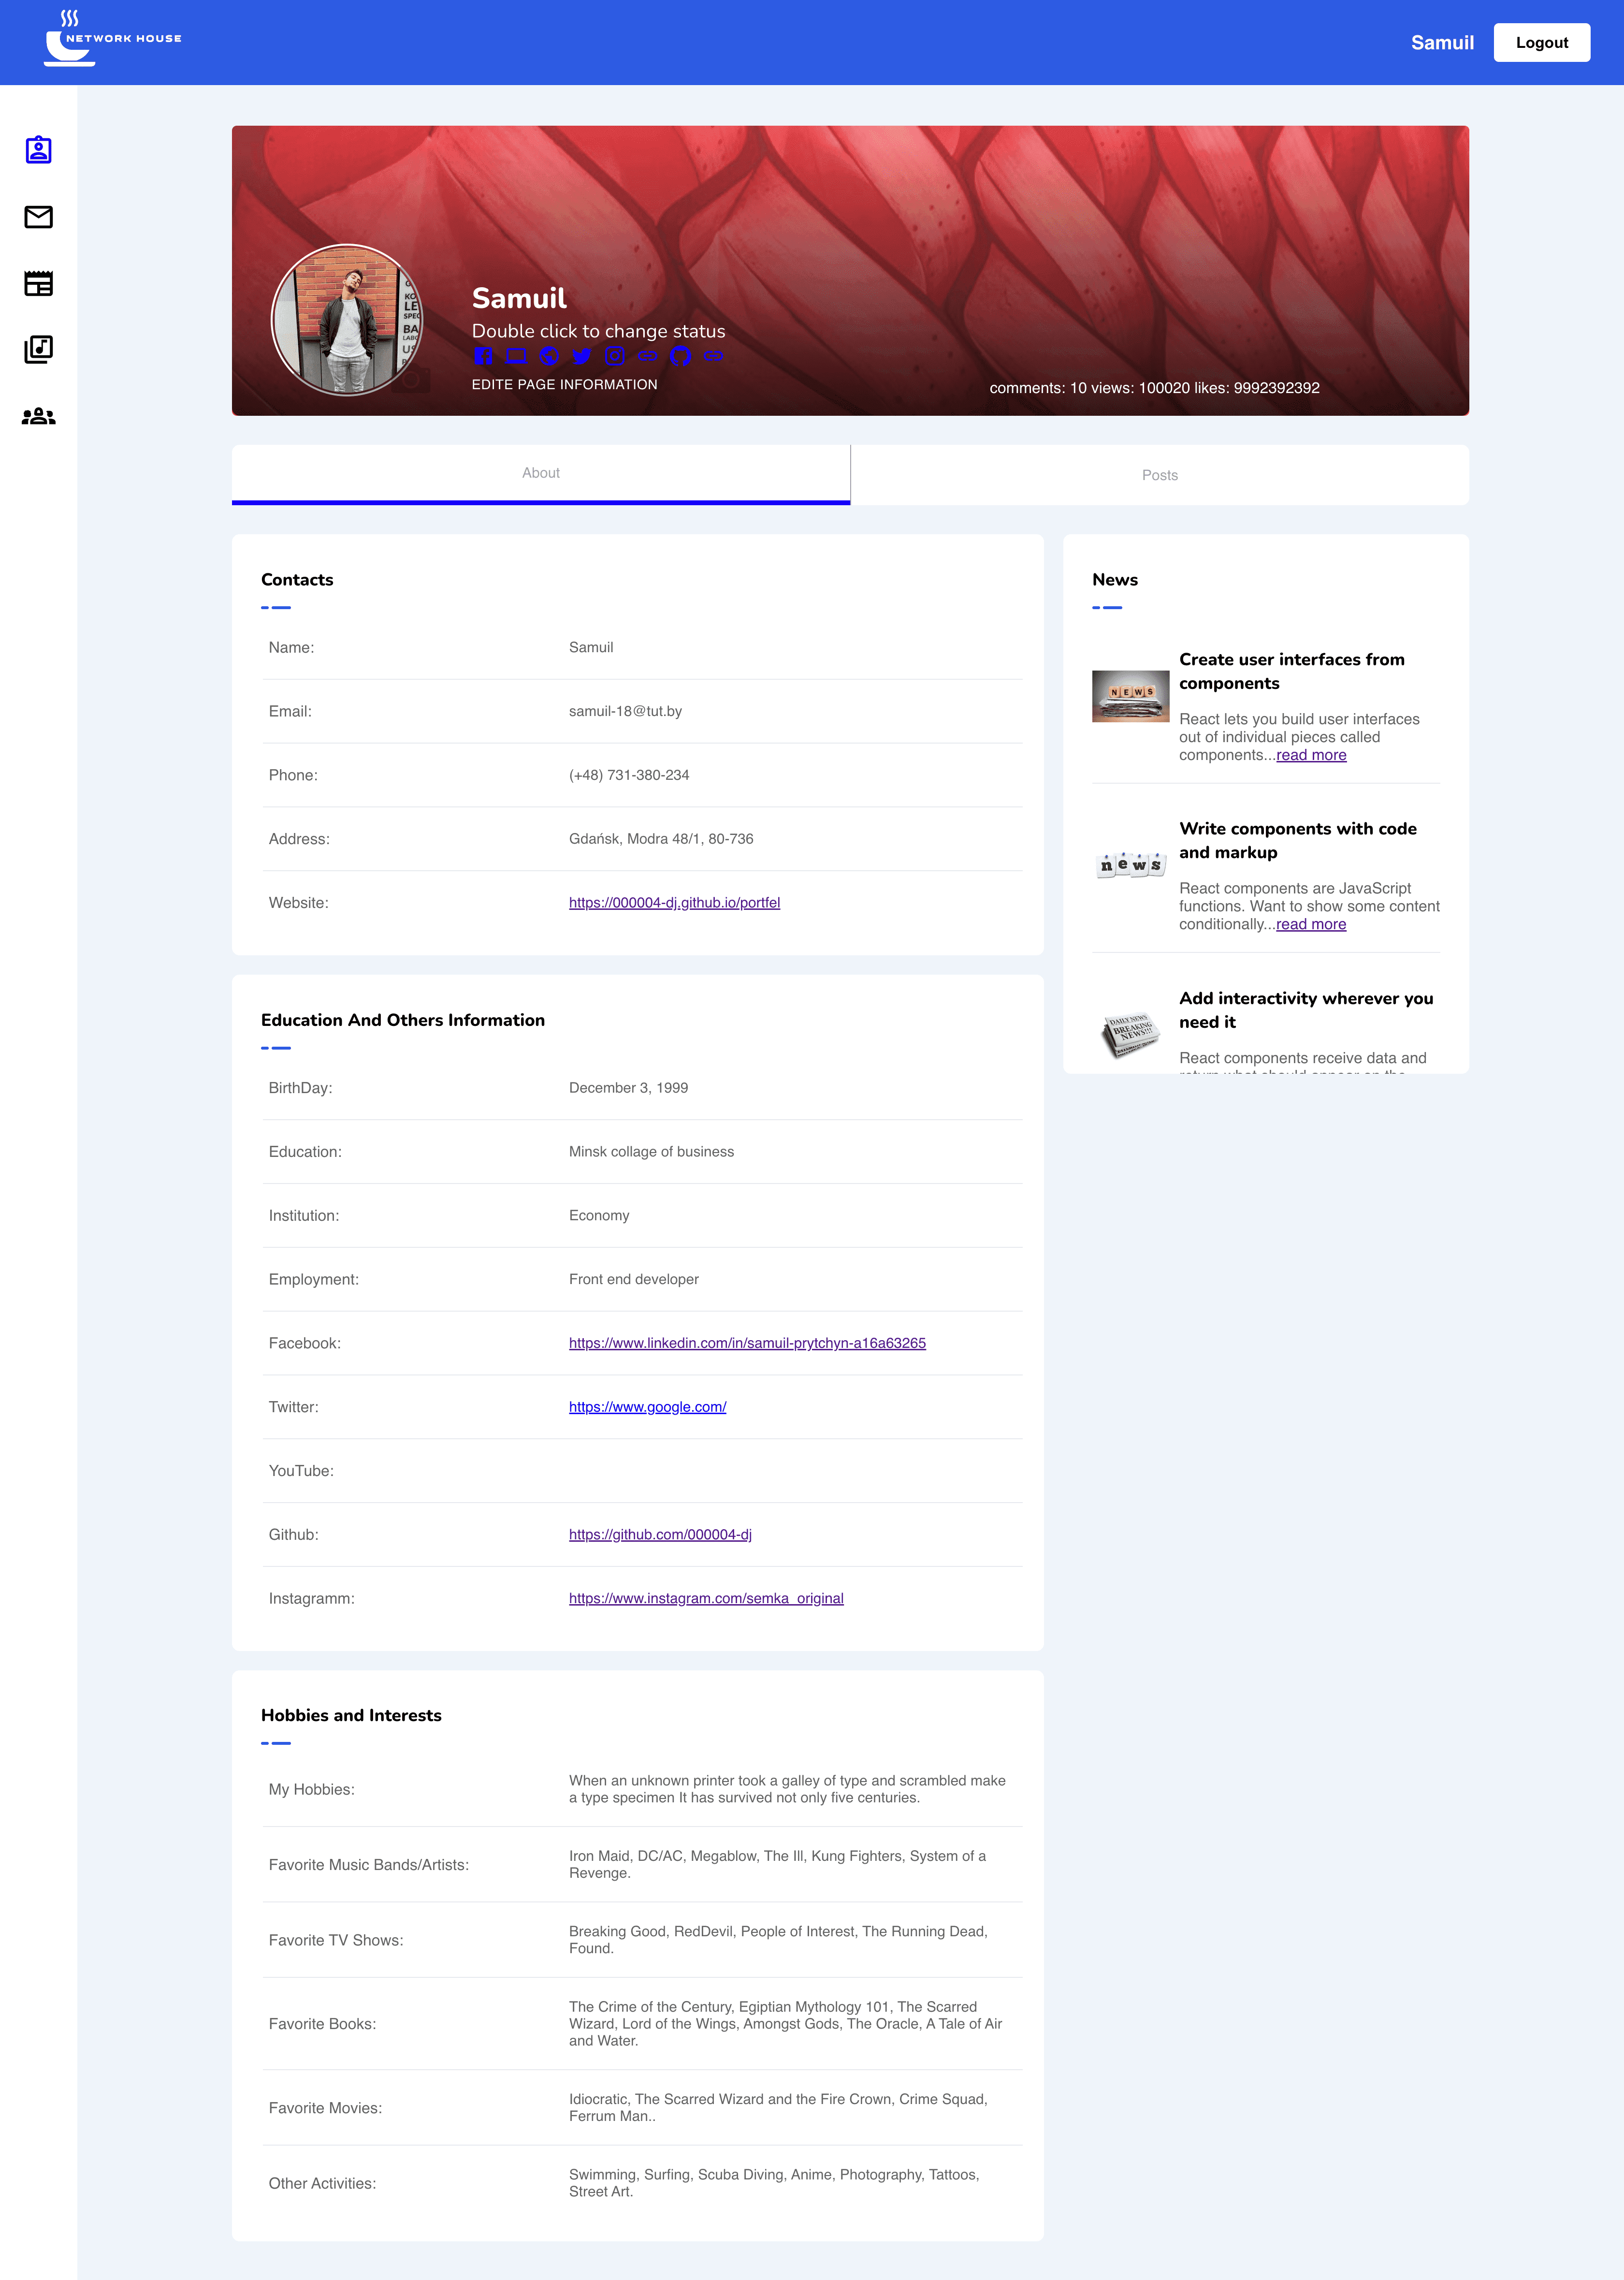 NETWORK HOUSE
Samuil
Logout
Samuil
Double click to change status
EDITE PAGE INFORMATION
comments: 10 views: 100020 likes: 9992392392
About
Posts
Contacts
Name:
Samuil
Email:
samuil-18@tut.by
Phone:
(+48) 731-380-234
Address:
Gdańsk, Modra 48/1, 80-736
Website:
https://000004-dj.github.io/portfel
News
NEWS
Create user interfaces from
components
React lets you build user interfaces
out of individual pieces called
components...read more
news
Write components with code
and markup
React components are JavaScript
functions. Want to show some content
conditionally...read more
DAILY NEWS
BREAKING
NEWS!!!
Add interactivity wherever you
need it
React components receive data and
Education And Others Information
BirthDay:
December 3, 1999
Education:
Minsk collage of business
Institution:
Economy
Employment:
Front end developer
Facebook:
https://www.linkedin.com/in/samuil-prytchyn-a16a63265
Twitter:
https://www.google.com/
YouTube:
Github:
https://github.com/000004-dj
Instagramm:
https://www.instagram.com/semka_original
Hobbies and Interests
My Hobbies:
When an unknown printer took a galley of type and scrambled make
a type specimen It has survived not only five centuries.
Favorite Music Bands/Artists:
Iron Maid, DC/AC, Megablow, The Ill, Kung Fighters, System of a
Revenge.
Favorite TV Shows:
Breaking Good, RedDevil, People of Interest, The Running Dead,
Found.
Favorite Books:
The Crime of the Century, Egiptian Mythology 101, The Scarred
Wizard, Lord of the Wings, Amongst Gods, The Oracle, A Tale of Air
and Water.
Favorite Movies:
Idiocratic, The Scarred Wizard and the Fire Crown, Crime Squad,
Ferrum Man..
Other Activities:
Swimming, Surfing, Scuba Diving, Anime, Photography, Tattoos,
Street Art.